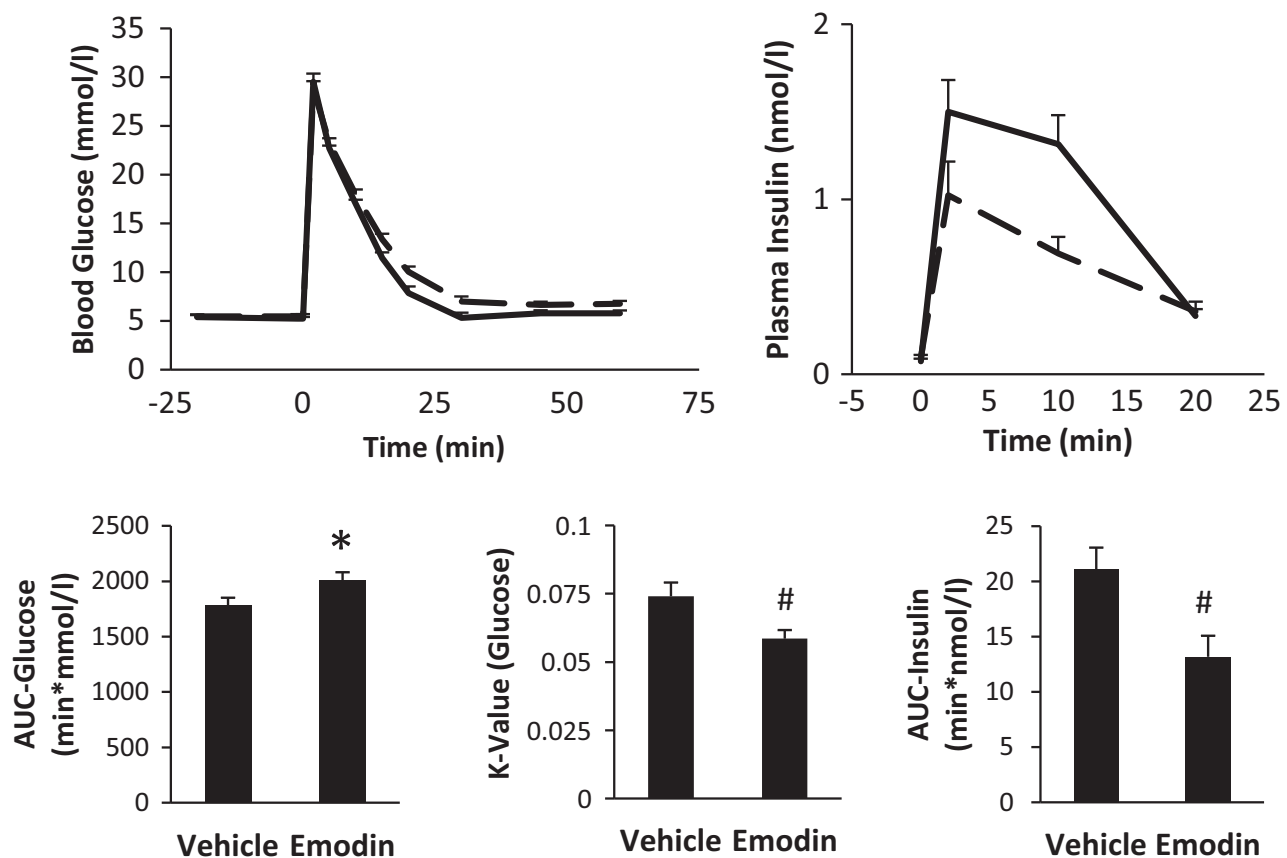 Blood Glucose (mmol/l)
35
30
25
20
15
10
5
0
-25 0 25 50 75
Time (min)
Plasma Insulin (nmol/l)
2
1
0
-5 0 5 10 15 20 25
Time (min)
AUC-Glucose
(min*mmol/l)
2500
2000
1500
1000
500
0
*
Vehicle Emodin
K-Value (Glucose)
0.1
0.075
0.05
0.025
0
#
Vehicle Emodin
AUC-Insulin
(min*nmol/l)
25
20
15
10
5
0
#
Vehicle Emodin